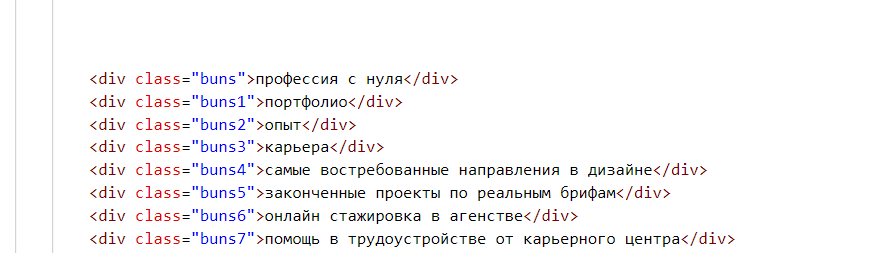 <div class="buns">профессия с нуля</div>
<div class="buns1">портфолио</div>
<div class="buns2">опыт</div>
<div class="buns3">карьера</div>
<div class="buns4">самые востребованные направления в дизайне</div>
<div class="buns5">законченные проекты по реальным брифам</div>
<div class="buns6">онлайн стажировка в агенстве</div>
<div class="buns7">помощь в трудоустройстве от карьерного центра</div>